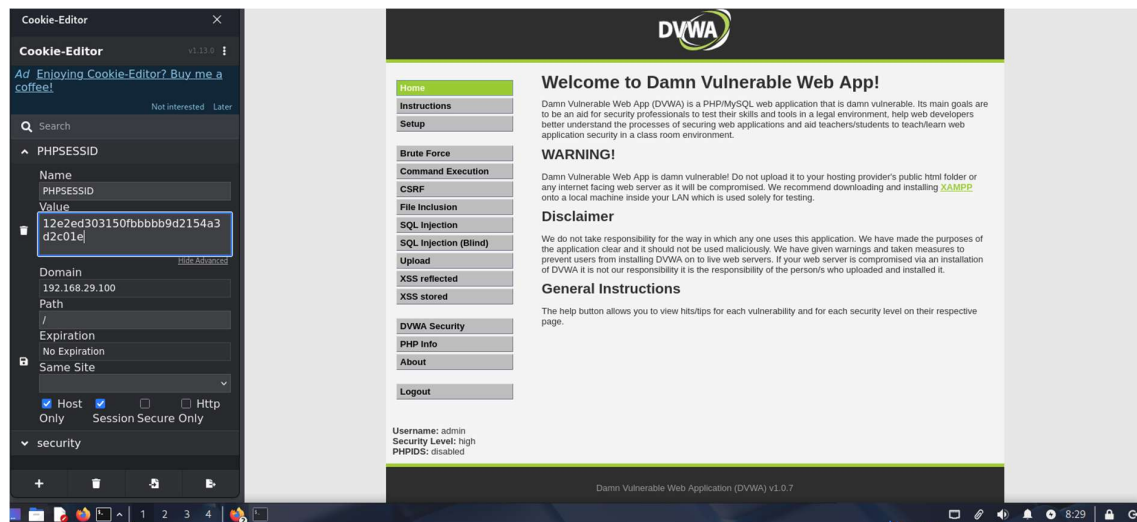 Cookie-Editor
Cookie-Editor v1.13.0
Ad Enjoying Cookie-Editor? Buy me a
coffee!
Not interested Later
Search
PHPSESSID
Name
PHPSESSID
Value
12e2ed303150fbbbbb9d2154a3
d2c01e
Hide Advanced
Domain
192.168.29.100
Path
/
Expiration
No Expiration
Same Site
Host Http
Only Session Secure Only
security
DVWA
Home
Instructions
Setup
Brute Force
Command Execution
CSRF
File Inclusion
SQL Injection
SQL Injection (Blind)
Upload
XSS reflected
XSS stored
DVWA Security
PHP Info
About
Logout
Username: admin
Security Level: high
PHPIDS: disabled
Welcome to Damn Vulnerable Web App!
Damn Vulnerable Web App (DVWA) is a PHP/MySQL web application that is damn vulnerable. Its main goals are
to be an aid for security professionals to test their skills and tools in a legal environment, help web developers
better understand the processes of securing web applications and aid teachers/students to teach/learn web
application security in a class room environment.
WARNING!
Damn Vulnerable Web App is damn vulnerable! Do not upload it to your hosting provider's public html folder or
any internet facing web server as it will be compromised. We recommend downloading and installing XAMPP
onto a local machine inside your LAN which is used solely for testing.
Disclaimer
We do not take responsibility for the way in which any one uses this application. We have made the purposes of
the application clear and it should not be used maliciously. We have given warnings and taken measures to
prevent users from installing DVWA on to live web servers. If your web server is compromised via an installation
of DVWA it is not our responsibility it is the responsibility of the person/s who uploaded and installed it.
General Instructions
The help button allows you to view hits/tips for each vulnerability and for each security level on their respective
page.
Damn Vulnerable Web Application (DVWA) v1.0.7
1 2 3 4
8:29